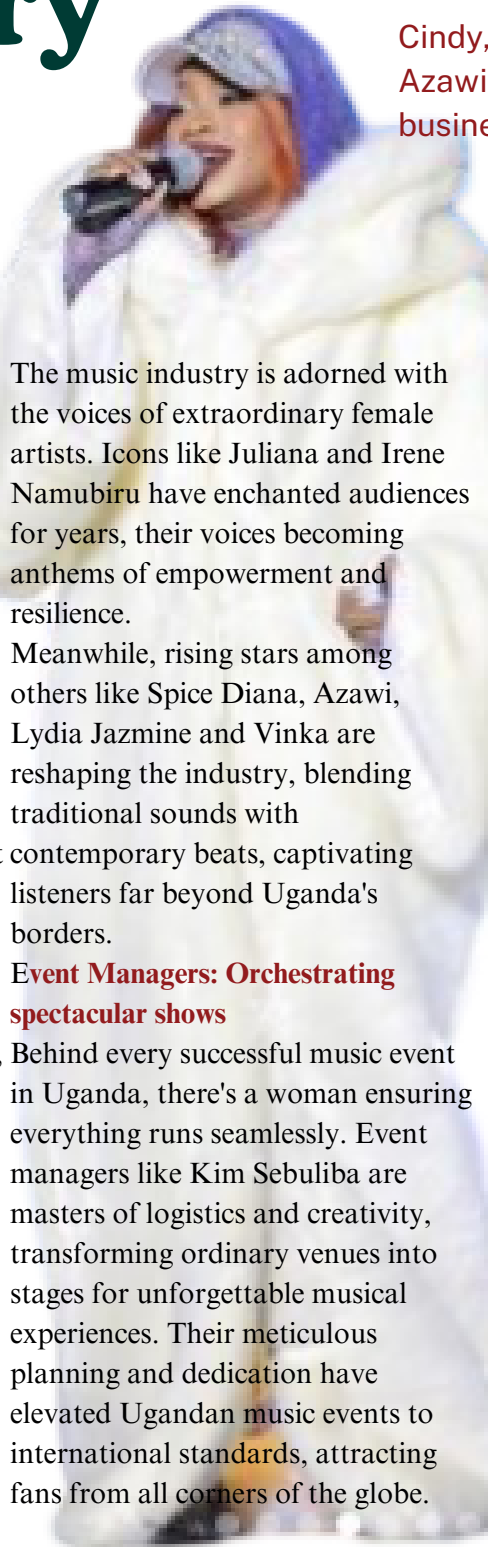 ry
Cindy,
Azawi
busine
The music industry is adorned with
the voices of extraordinary female
artists. Icons like Juliana and Irene
Namubiru have enchanted audiences
for years, their voices becoming
anthems of empowerment and
resilience.
Meanwhile, rising stars among
others like Spice Diana, Azawi,
Lydia Jazmine and Vinka are
reshaping the industry, blending
traditional sounds with
t contemporary beats, captivating
listeners far beyond Uganda's
borders.
Event Managers: Orchestrating
spectacular shows
, Behind every successful music event
in Uganda, there's a woman ensuring
everything runs seamlessly. Event
managers like Kim Sebuliba are
masters of logistics and creativity,
transforming ordinary venues into
stages for unforgettable musical
experiences. Their meticulous
planning and dedication have
elevated Ugandan music events to
international standards, attracting
fans from all corners of the globe.